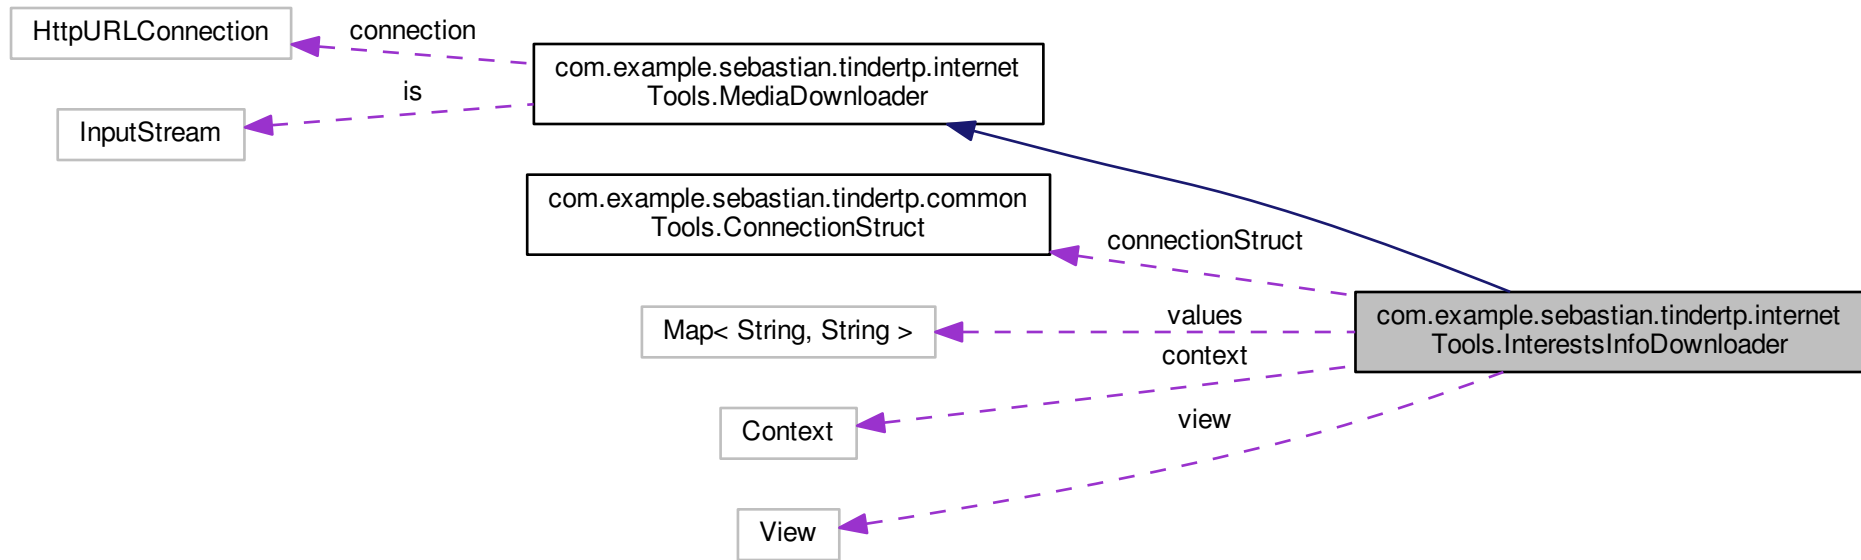 HttpURLConnection
connection
com.example.sebastian.tindertp.internet
Tools.MediaDownloader
is
InputStream
com.example.sebastian.tindertp.common
Tools.ConnectionStruct
connectionStruct
Map< String, String >
values
com.example.sebastian.tindertp.internet
Tools.InterestsInfoDownloader
context
Context
view
View